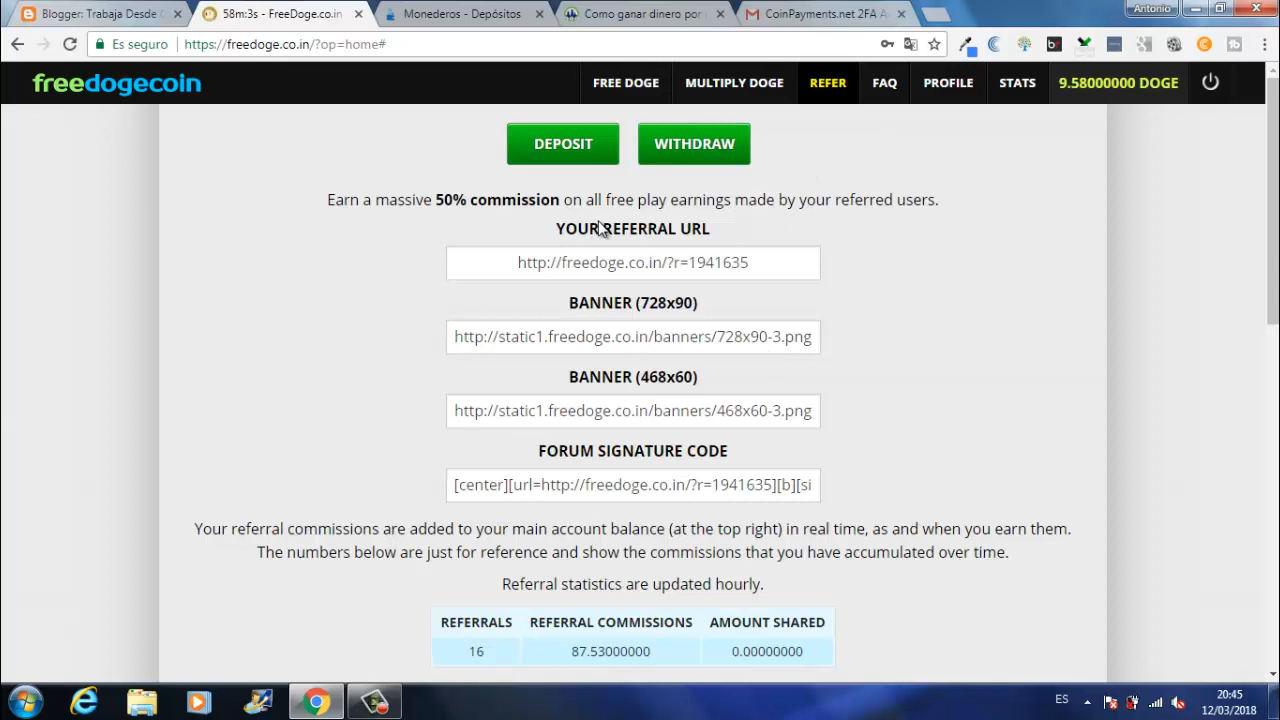 Blogger: Trabaja Desde C
58m:3s - FreeDoge.co.in
Monederos - Depósitos
Como ganar dinero por
CoinPayments.net 2FA A
Antonio
Es seguro
https://freedoge.co.in/?op=home#
freedogecoin
FREE DOGE
MULTIPLY DOGE
REFER
FAQ
PROFILE
STATS
9.58000000 DOGE
DEPOSIT
WITHDRAW
Earn a massive 50% commission on all free play earnings made by your referred users.
YOUR REFERRAL URL
http://freedoge.co.in/?r=1941635
BANNER (728x90)
http://static1.freedoge.co.in/banners/728x90-3.png
BANNER (468x60)
http://static1.freedoge.co.in/banners/468x60-3.png
FORUM SIGNATURE CODE
[center][url=http://freedoge.co.in/?r=1941635][b][si
Your referral commissions are added to your main account balance (at the top right) in real time, as and when you earn them.
The numbers below are just for reference and show the commissions that you have accumulated over time.
Referral statistics are updated hourly.
REFERRALS REFERRAL COMMISSIONS AMOUNT SHARED
16 87.53000000 0.00000000
ES
20:45
12/03/2018